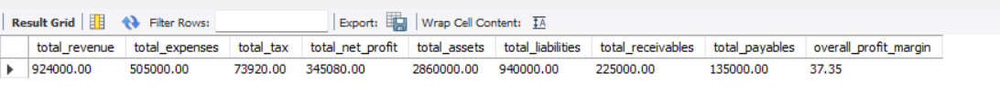 Result Grid Filter Rows: Export: Wrap Cell Content: IA
total_revenue total_expenses total_tax total_net_profit total_assets total_liabilities total_receivables total_payables overall_profit_margin
924000.00 505000.00 73920.00 345080.00 2860000.00 940000.00 225000.00 135000.00 37.35